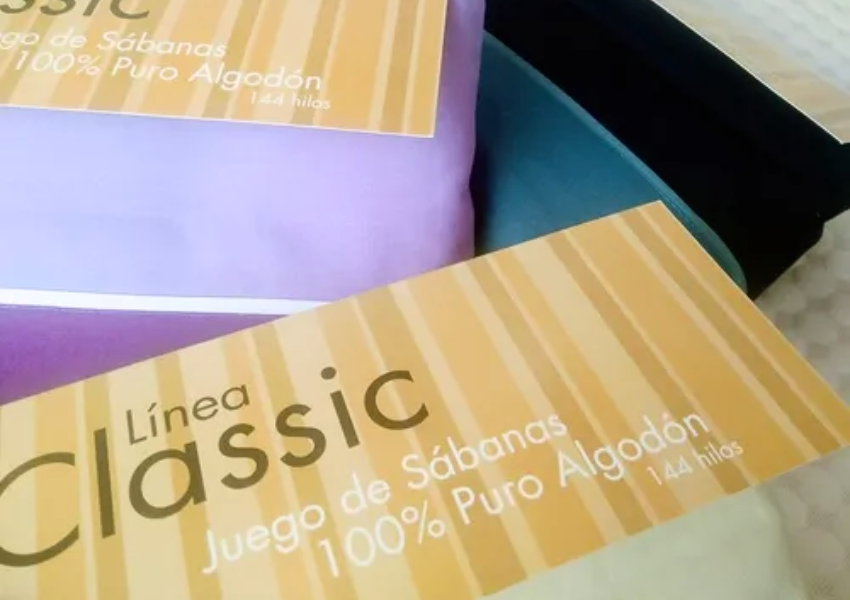 Juego de Sábanas
100% Puro Algodón
144 hilos
Línea
Classic
Juego de Sábanas
100% Puro Algodón
144 hilos